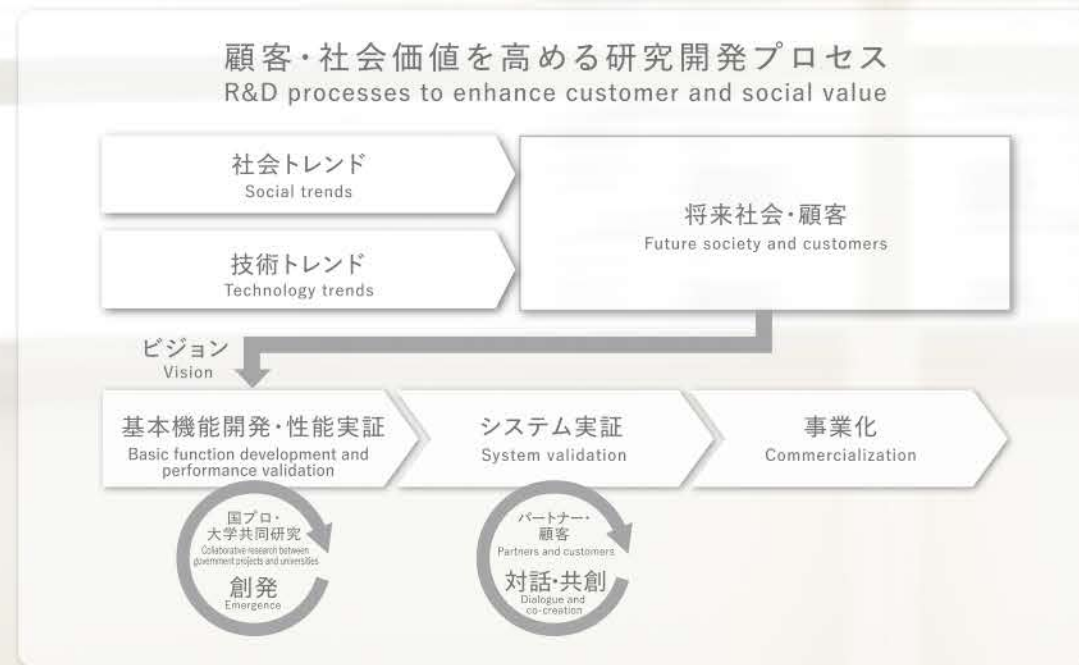 顧客・社会価値を高める研究開発プロセス
R&D processes to enhance customer and social value
社会トレンド
Social trends
技術トレンド
Technology trends
将来社会・顧客
Future society and customers
ビジョン
Vision
基本機能開発・性能実証
Basic function development and
performance validation
システム実証
System validation
事業化
Commercialization
国プロ・
大学共同研究
Collaborative research between
government projects and universities
創発
Emergence
パートナー・
顧客
Partners and customers
対話・共創
Dialogue and
co-creation